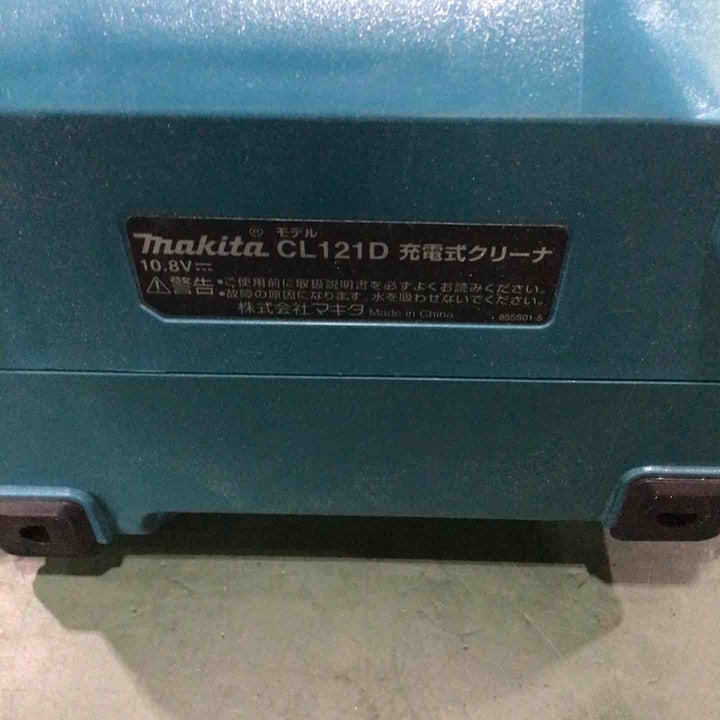 makita® モデル CL121D 充電式クリーナ
10.8V⎓
⚠警告 •ご使用前に取扱説明書を必ずよくお読みください。
•故障の原因になります。水を吸わせないでください。
株式会社マキタ Made in China 855S01-5